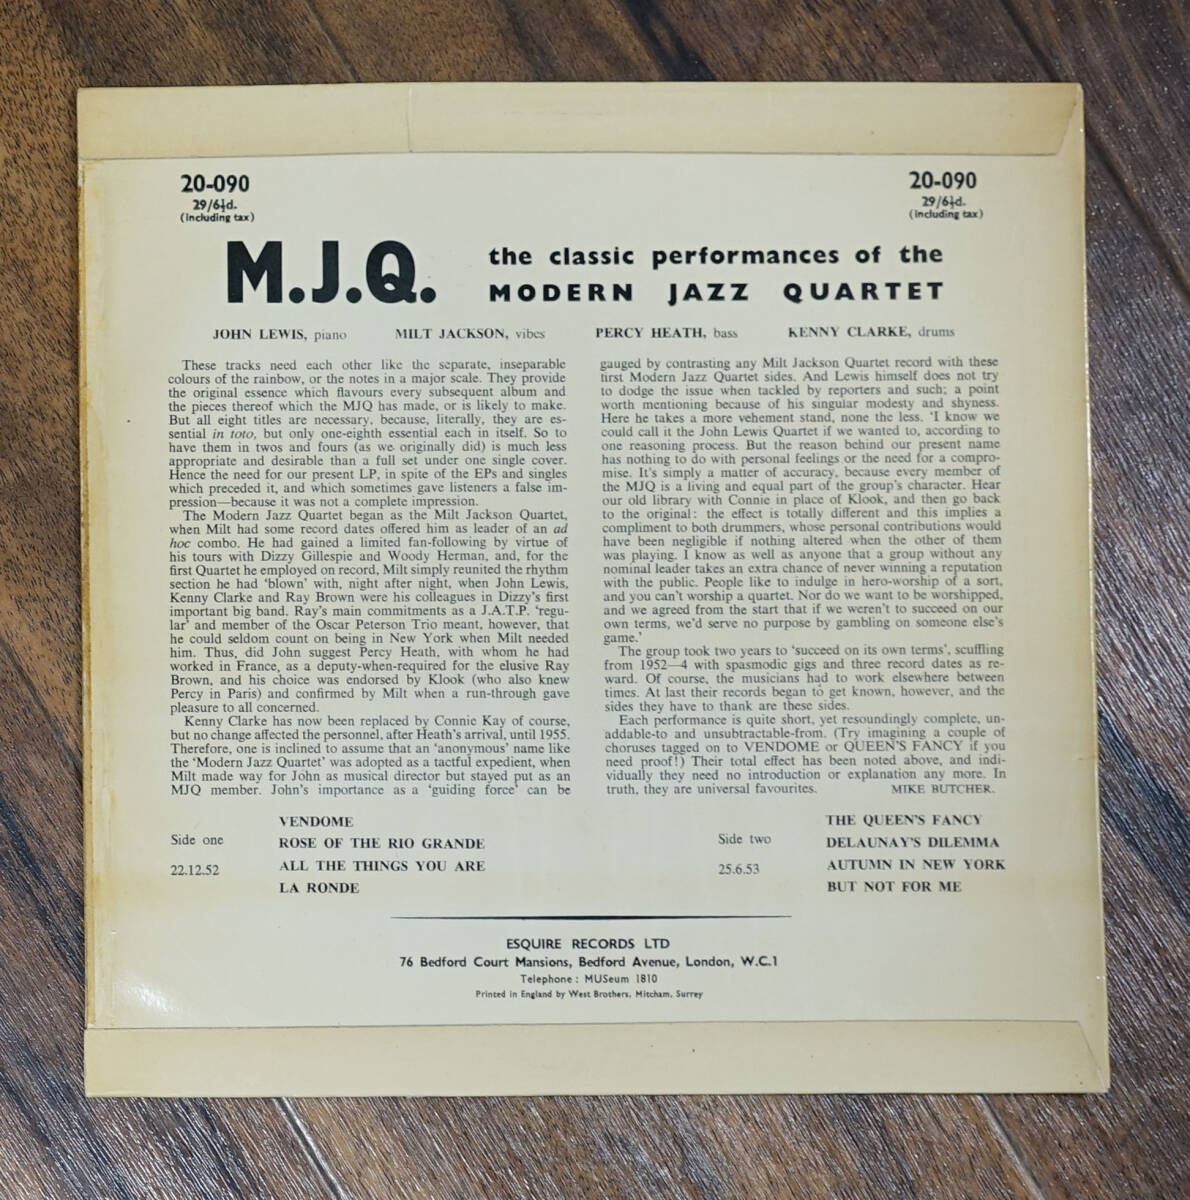 20-090
29/6½d.
(including tax)
20-090
29/6½d.
(including tax)
M.J.Q.
the classic performances of the
MODERN JAZZ QUARTET
JOHN LEWIS, piano MILT JACKSON, vibes PERCY HEATH, bass KENNY CLARKE, drums
These tracks need each other like the separate, inseparable
colours of the rainbow, or the notes in a major scale. They provide
the original essence which flavours every subsequent album and
the pieces thereof which the MJQ has made, or is likely to make.
But all eight titles are necessary, because, literally, they are es-
sential in toto, but only one-eighth essential each in itself. So to
have them in twos and fours (as we originally did) is much less
appropriate and desirable than a full set under one single cover.
Hence the need for our present LP, in spite of the EPs and singles
which preceded it, and which sometimes gave listeners a false im-
pression—because it was not a complete impression.
The Modern Jazz Quartet began as the Milt Jackson Quartet,
when Milt had some record dates offered him as leader of an ad
hoc combo. He had gained a limited fan-following by virtue of
his tours with Dizzy Gillespie and Woody Herman, and, for the
first Quartet he employed on record, Milt simply reunited the rhythm
section he had 'blown' with, night after night, when John Lewis,
Kenny Clarke and Ray Brown were his colleagues in Dizzy's first
important big band. Ray's main commitments as a J.A.T.P. 'regu-
lar' and member of the Oscar Peterson Trio meant, however, that
he could seldom count on being in New York when Milt needed
him. Thus, did John suggest Percy Heath, with whom he had
worked in France, as a deputy-when-required for the elusive Ray
Brown, and his choice was endorsed by Klook (who also knew
Percy in Paris) and confirmed by Milt when a run-through gave
pleasure to all concerned.
Kenny Clarke has now been replaced by Connie Kay of course,
but no change affected the personnel, after Heath's arrival, until 1955.
Therefore, one is inclined to assume that an 'anonymous' name like
the 'Modern Jazz Quartet' was adopted as a tactful expedient, when
Milt made way for John as musical director but stayed put as an
MJQ member. John's importance as a 'guiding force' can be
gauged by contrasting any Milt Jackson Quartet record with these
first Modern Jazz Quartet sides. And Lewis himself does not try
to dodge the issue when tackled by reporters and such; a point
worth mentioning because of his singular modesty and shyness.
Here he takes a more vehement stand, none the less. 'I know we
could call it the John Lewis Quartet if we wanted to, according to
one reasoning process. But the reason behind our present name
has nothing to do with personal feelings or the need for a compro-
mise. It's simply a matter of accuracy, because every member of
the MJQ is a living and equal part of the group's character. Hear
our old library with Connie in place of Klook, and then go back
to the original: the effect is totally different and this implies a
compliment to both drummers, whose personal contributions would
have been negligible if nothing altered when the other of them
was playing. I know as well as anyone that a group without any
nominal leader takes an extra chance of never winning a reputation
with the public. People like to indulge in hero-worship of a sort,
and you can't worship a quartet. Nor do we want to be worshipped,
and we agreed from the start that if we weren't to succeed on our
own terms, we'd serve no purpose by gambling on someone else's
game.'
The group took two years to 'succeed on its own terms', scuffling
from 1952—4 with spasmodic gigs and three record dates as re-
ward. Of course, the musicians had to work elsewhere between
times. At last their records began to get known, however, and the
sides they have to thank are these sides.
Each performance is quite short, yet resoundingly complete, un-
addable-to and unsubtractable-from. (Try imagining a couple of
choruses tagged on to VENDOME or QUEEN'S FANCY if you
need proof!) Their total effect has been noted above, and indi-
vidually they need no introduction or explanation any more. In
truth, they are universal favourites. MIKE BUTCHER.
Side one
22.12.52
VENDOME
ROSE OF THE RIO GRANDE
ALL THE THINGS YOU ARE
LA RONDE
Side two
25.6.53
THE QUEEN'S FANCY
DELAUNAY'S DILEMMA
AUTUMN IN NEW YORK
BUT NOT FOR ME
ESQUIRE RECORDS LTD
76 Bedford Court Mansions, Bedford Avenue, London, W.C.1
Telephone: MUSeum 1810
Printed in England by West Brothers, Mitcham, Surrey